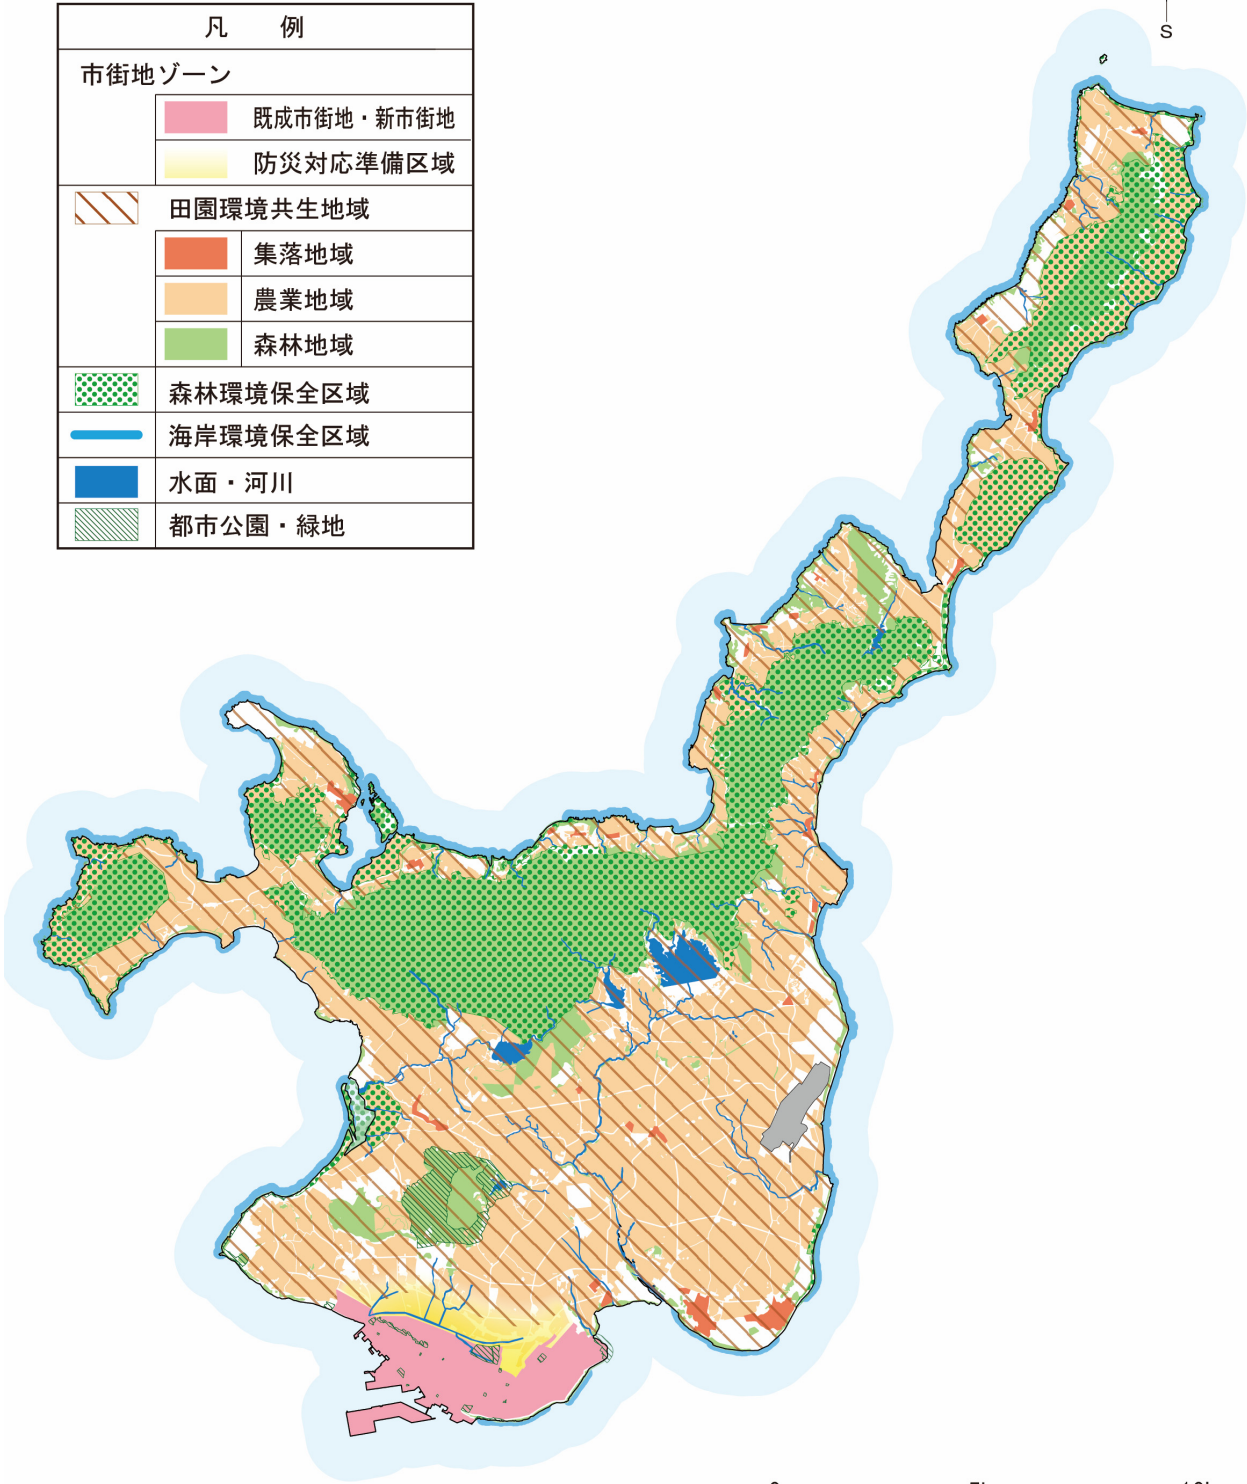 S
凡 例
市街地ゾーン
既成市街地・新市街地
防災対応準備区域
田園環境共生地域
集落地域
農業地域
森林地域
森林環境保全区域
海岸環境保全区域
水面・河川
都市公園・緑地